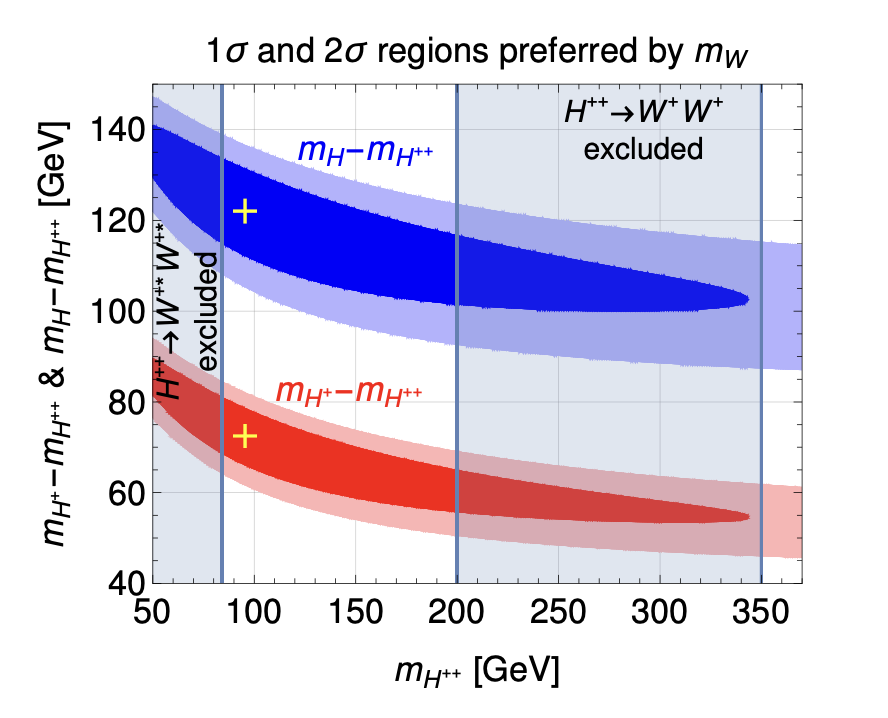 1σ and 2σ regions preferred by m_W
m_H+−m_H++ & m_H−m_H++ [GeV]
140
120
100
80
60
40
H++→W+*W+*
excluded
m_H−m_H++
m_H+−m_H++
H++→W+W+
excluded
50
100
150
200
250
300
350
m_H++ [GeV]